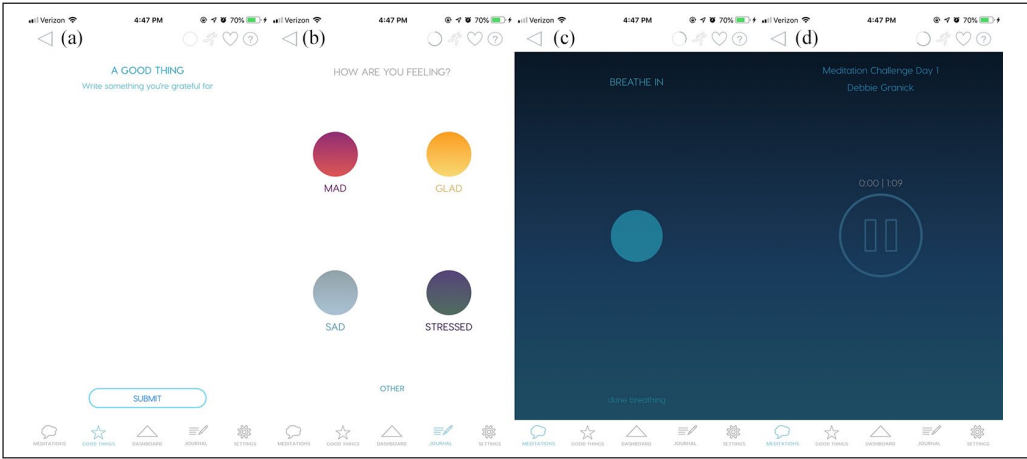 Verizon 4:47 PM 70%
(a)
?
A GOOD THING
Write something you're grateful for
SUBMIT
MEDITATIONS GOOD THINGS DASHBOARD JOURNAL SETTINGS
Verizon 4:47 PM 70%
(b)
?
HOW ARE YOU FEELING?
MAD GLAD
SAD STRESSED
OTHER
MEDITATIONS GOOD THINGS DASHBOARD JOURNAL SETTINGS
Verizon 4:47 PM 70%
(c)
?
BREATHE IN
done breathing
MEDITATIONS GOOD THINGS DASHBOARD JOURNAL SETTINGS
Verizon 4:47 PM 70%
(d)
?
Meditation Challenge Day 1
Debbie Granick
0:00 | 1:09
MEDITATIONS GOOD THINGS DASHBOARD JOURNAL SETTINGS